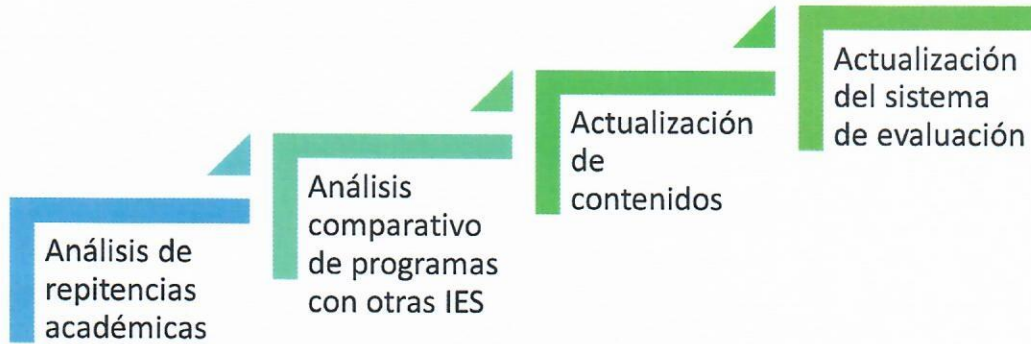 Análisis de
repitencias
académicas
Análisis
comparativo
de programas
con otras IES
Actualización
de
contenidos
Actualización
del sistema
de evaluación